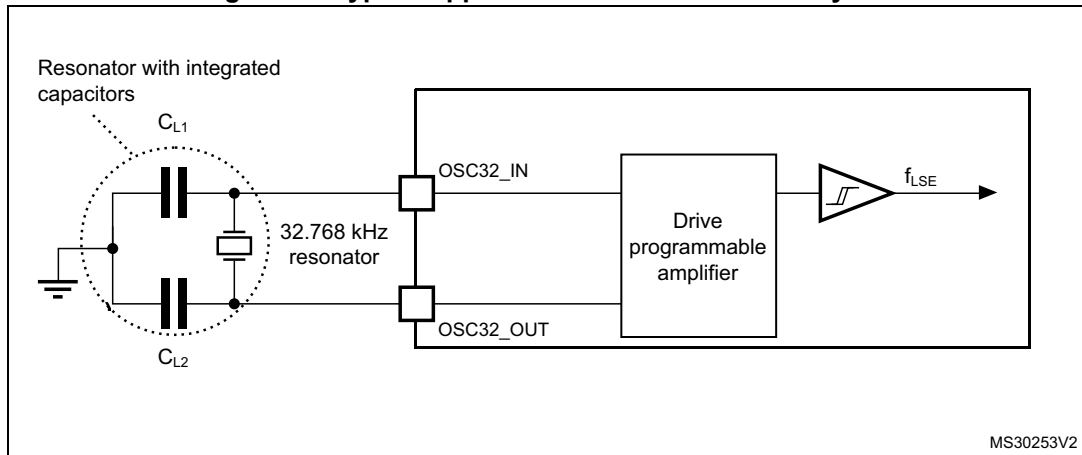 Resonator with integrated
capacitors
CL1
OSC32_IN
fLSE
32.768 kHz
resonator
Drive
programmable
amplifier
OSC32_OUT
CL2
MS30253V2